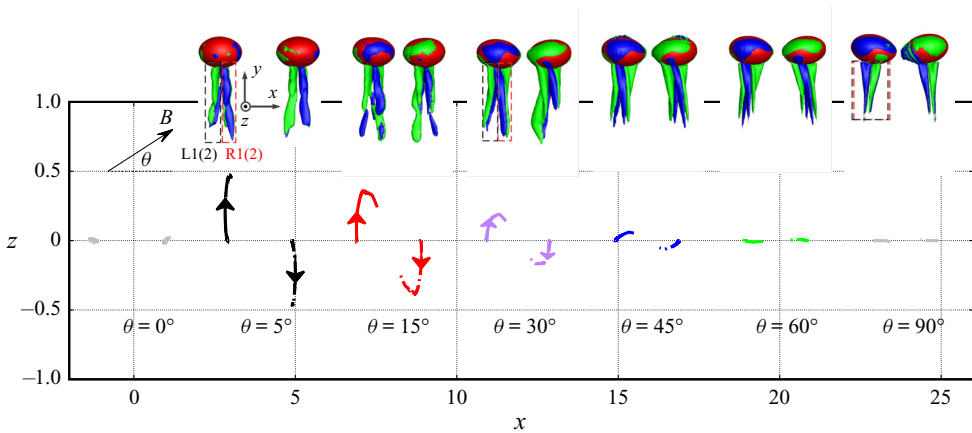 y
x
z
1.0
B
θ
L1(2) R1(2)
0.5
z
0
−0.5
θ = 0° θ = 5° θ = 15° θ = 30° θ = 45° θ = 60° θ = 90°
−1.0
0 5 10 15 20 25
x